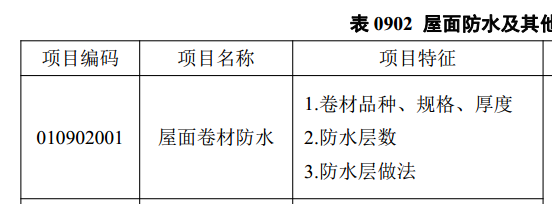 表 0902 屋面防水及其他
项目编码 项目名称 项目特征
010902001 屋面卷材防水
1.卷材品种、规格、厚度
2.防水层数
3.防水层做法